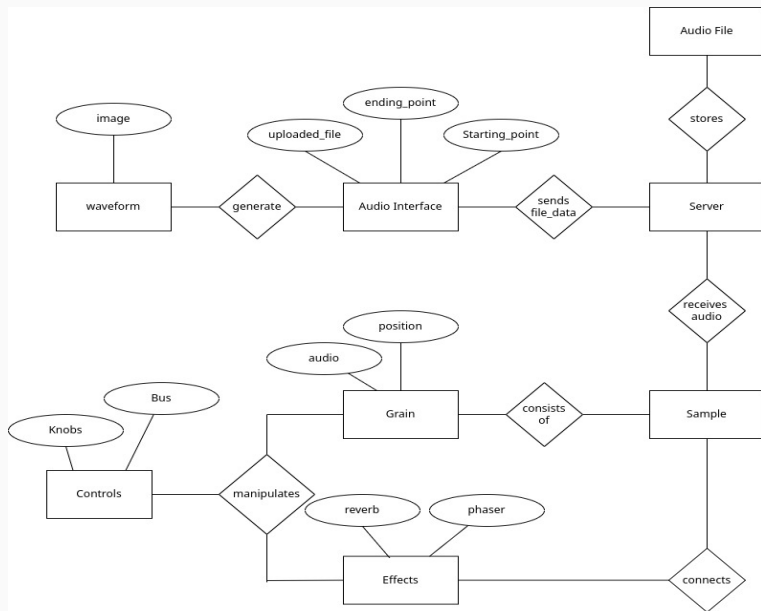 Audio File
image
ending_point
uploaded_file
Starting_point
stores
waveform
generate
Audio Interface
sends
file_data
Server
receives
audio
position
audio
Bus
Knobs
Grain
consists
of
Sample
Controls
manipulates
reverb
phaser
Effects
connects